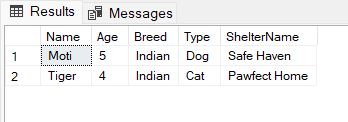 Results Messages
Name Age Breed Type ShelterName
1 Moti 5 Indian Dog Safe Haven
2 Tiger 4 Indian Cat Pawfect Home